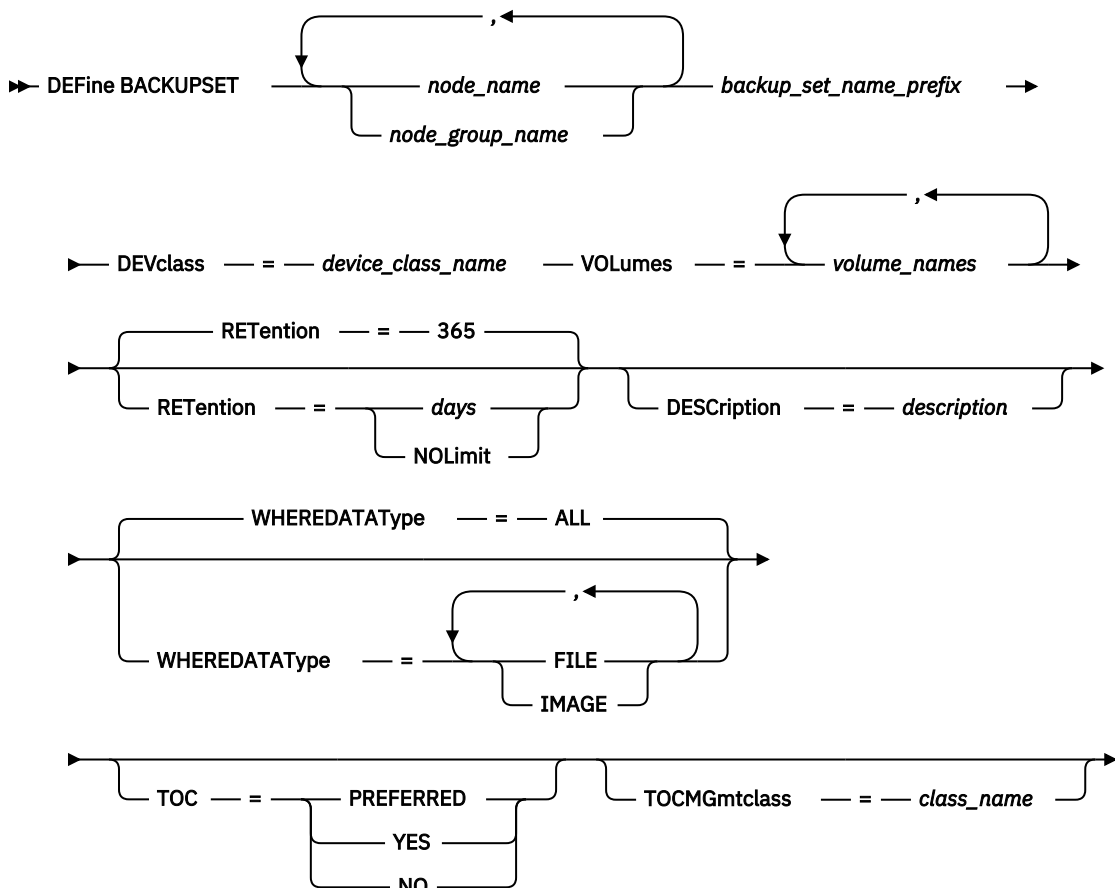 ,
DEFine BACKUPSET node_name backup_set_name_prefix
node_group_name
,
DEVclass = device_class_name VOLumes = volume_names
RETention = 365
RETention = days DESCription = description
NOLimit
WHEREDATAType = ALL
,
WHEREDATAType = FILE
IMAGE
TOC = PREFERRED TOCMGmtclass = class_name
YES
NO